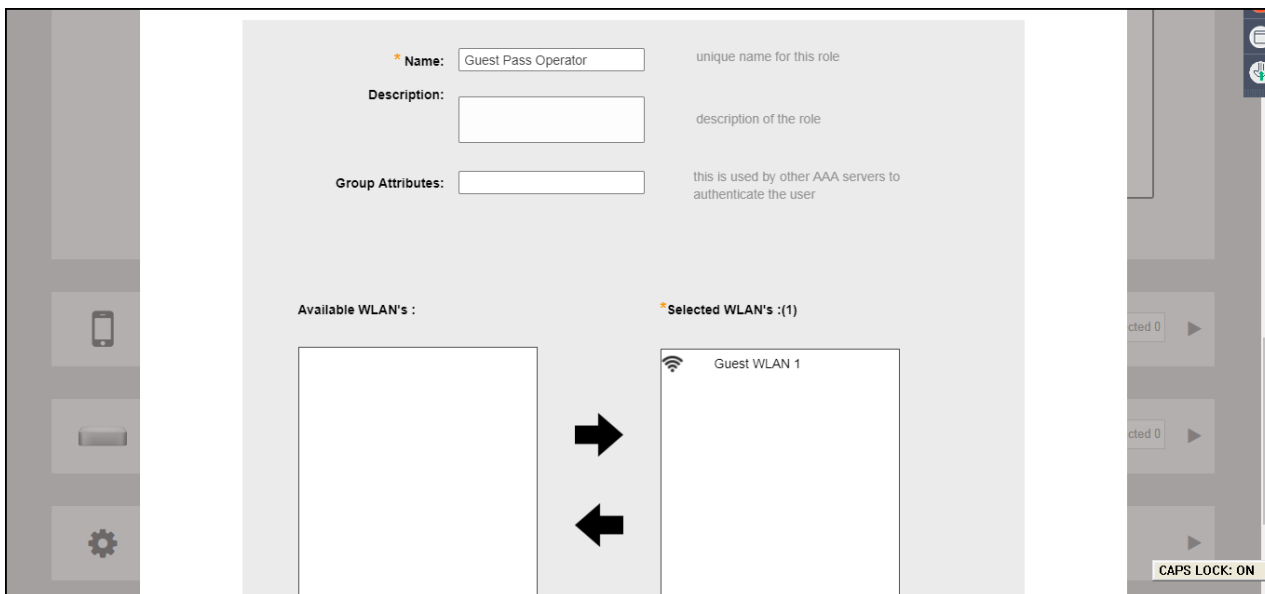 * Name:
Guest Pass Operator
unique name for this role
Description:
description of the role
Group Attributes:
this is used by other AAA servers to
authenticate the user
Available WLAN's :
*Selected WLAN's :(1)
Guest WLAN 1
cted 0
cted 0
CAPS LOCK: ON